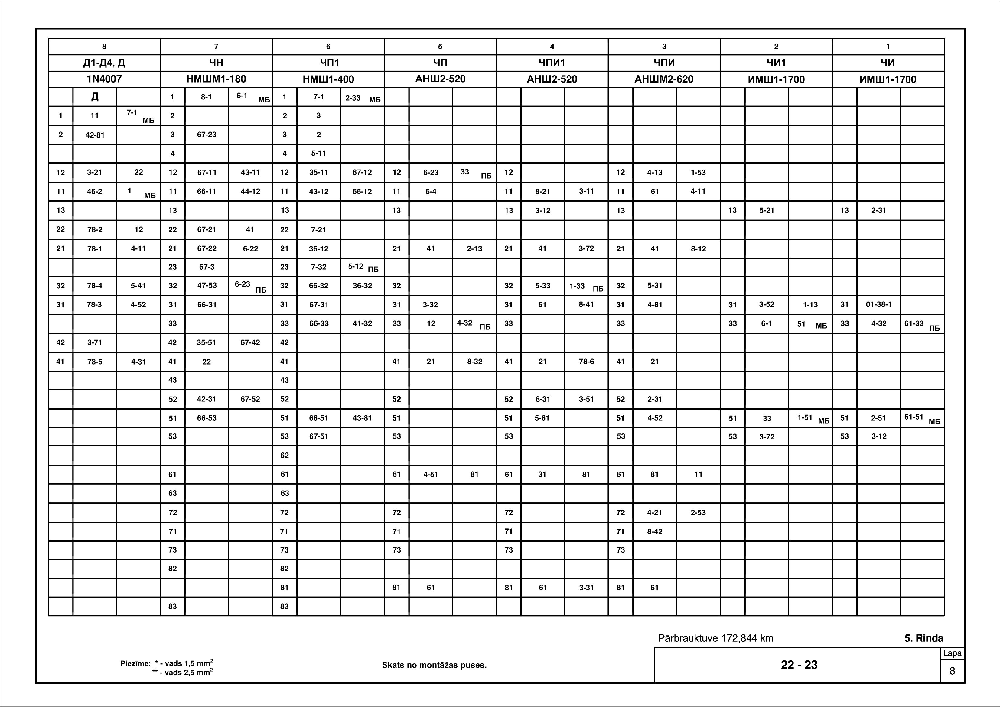 8 7 6 5 4 3 2 1
Д1-Д4, Д ЧН ЧП1 ЧП ЧПИ1 ЧПИ ЧИ1 ЧИ
1N4007 НМШМ1-180 НМШ1-400 АНШ2-520 АНШ2-520 АНШМ2-620 ИМШ1-1700 ИМШ1-1700
Д 1 8-1 6-1 МБ 1 7-1 2-33 МБ
1 11 7-1 МБ 2 2 3
2 42-81 3 67-23 3 2
4 4 5-11
12 3-21 22 12 67-11 43-11 12 35-11 67-12 12 6-23 33 ПБ 12 12 4-13 1-53
11 46-2 1 МБ 11 66-11 44-12 11 43-12 66-12 11 6-4 11 8-21 3-11 11 61 4-11
13 13 13 13 13 3-12 13 13 5-21 13 2-31
22 78-2 12 22 67-21 41 22 7-21
21 78-1 4-11 21 67-22 6-22 21 36-12 21 41 2-13 21 41 3-72 21 41 8-12
23 67-3 23 7-32 5-12 ПБ
32 78-4 5-41 32 47-53 6-23 ПБ 32 66-32 36-32 32 32 5-33 1-33 ПБ 32 5-31
31 78-3 4-52 31 66-31 31 67-31 31 3-32 31 61 8-41 31 4-81 31 3-52 1-13 31 01-38-1
33 33 66-33 41-32 33 12 4-32 ПБ 33 33 33 6-1 51 МБ 33 4-32 61-33 ПБ
42 3-71 42 35-51 67-42 42
41 78-5 4-31 41 22 41 41 21 8-32 41 21 78-6 41 21
43 43
52 42-31 67-52 52 52 52 8-31 3-51 52 2-31
51 66-53 51 66-51 43-81 51 51 5-61 51 4-52 51 33 1-51 МБ 51 2-51 61-51 МБ
53 53 67-51 53 53 53 53 3-72 53 3-12
62
61 61 61 4-51 81 61 31 81 61 81 11
63 63
72 72 72 72 72 4-21 2-53
71 71 71 71 71 8-42
73 73 73 73 73
82 82
81 81 61 81 61 3-31 81 61
83 83
Pārbrauktuve 172,844 km 5. Rinda
Piezīme: * - vads 1,5 mm²
** - vads 2,5 mm²
Skats no montāžas puses.
22 - 23
Lapa
8